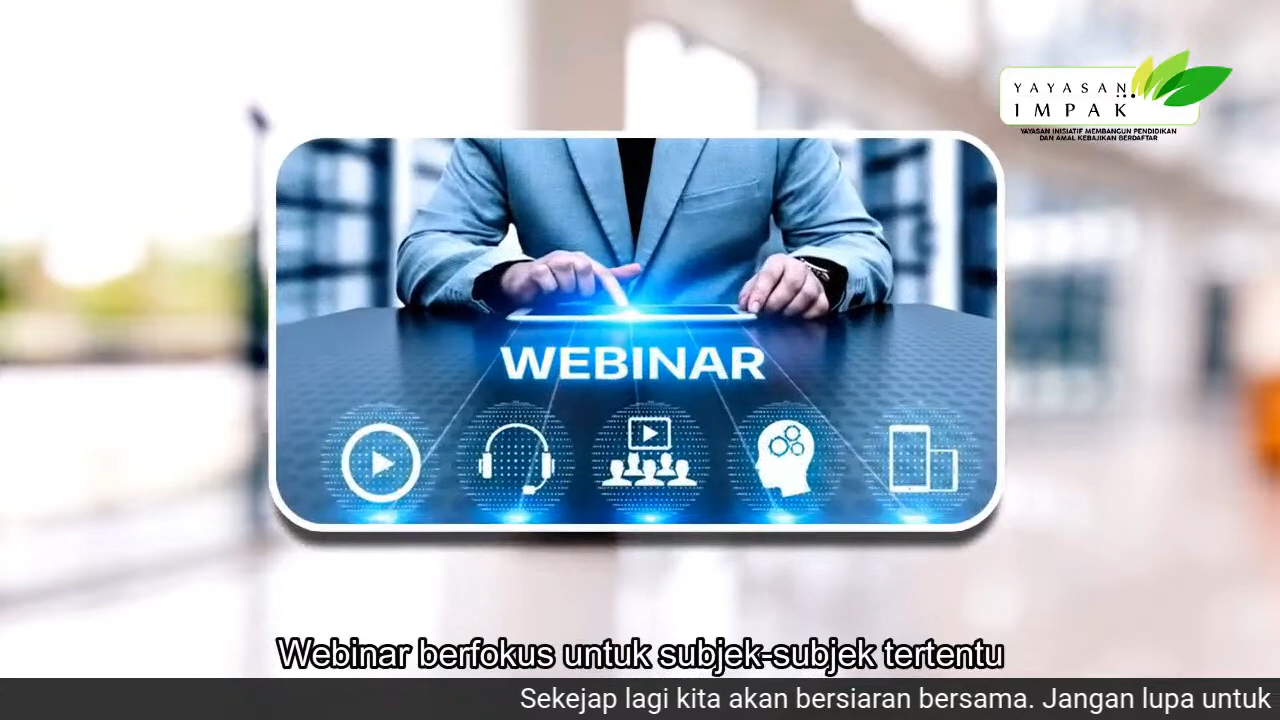 YAYASAN
IMPAK
YAYASAN INISIATIF MEMBANGUN PENDIDIKAN
DAN AMAL KEBAJIKAN BERDAFTAR
WEBINAR
Webinar berfokus untuk subjek-subjek tertentu
Sekejap lagi kita akan bersiaran bersama. Jangan lupa untuk